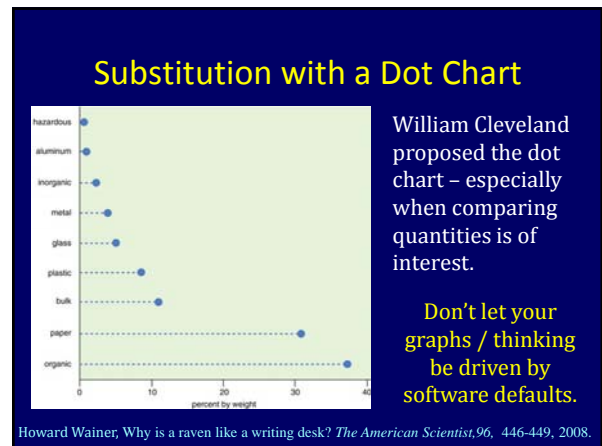 Substitution with a Dot Chart
hazardous
aluminum
inorganic
metal
glass
plastic
bulk
paper
organic
0 10 20 30 40
percent by weight
William Cleveland
proposed the dot
chart – especially
when comparing
quantities is of
interest.
Don't let your
graphs / thinking
be driven by
software defaults.
Howard Wainer, Why is a raven like a writing desk? The American Scientist,96, 446-449, 2008.